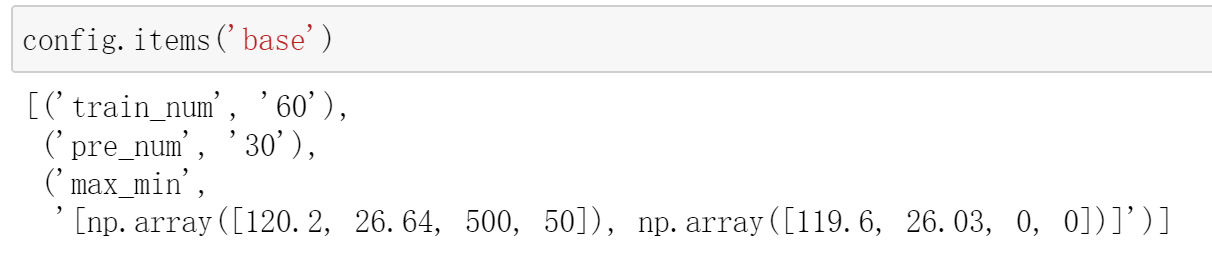 config.items('base')
[('train_num', '60'),
 ('pre_num', '30'),
 ('max_min',
  '[np.array([120.2, 26.64, 500, 50]), np.array([119.6, 26.03, 0, 0])]')]